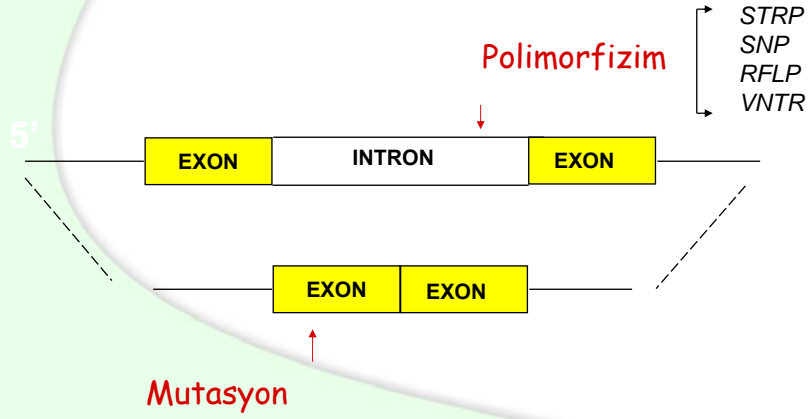 STRP
SNP
RFLP
VNTR
Polimorfizim
5'
EXON INTRON EXON
EXON EXON
Mutasyon